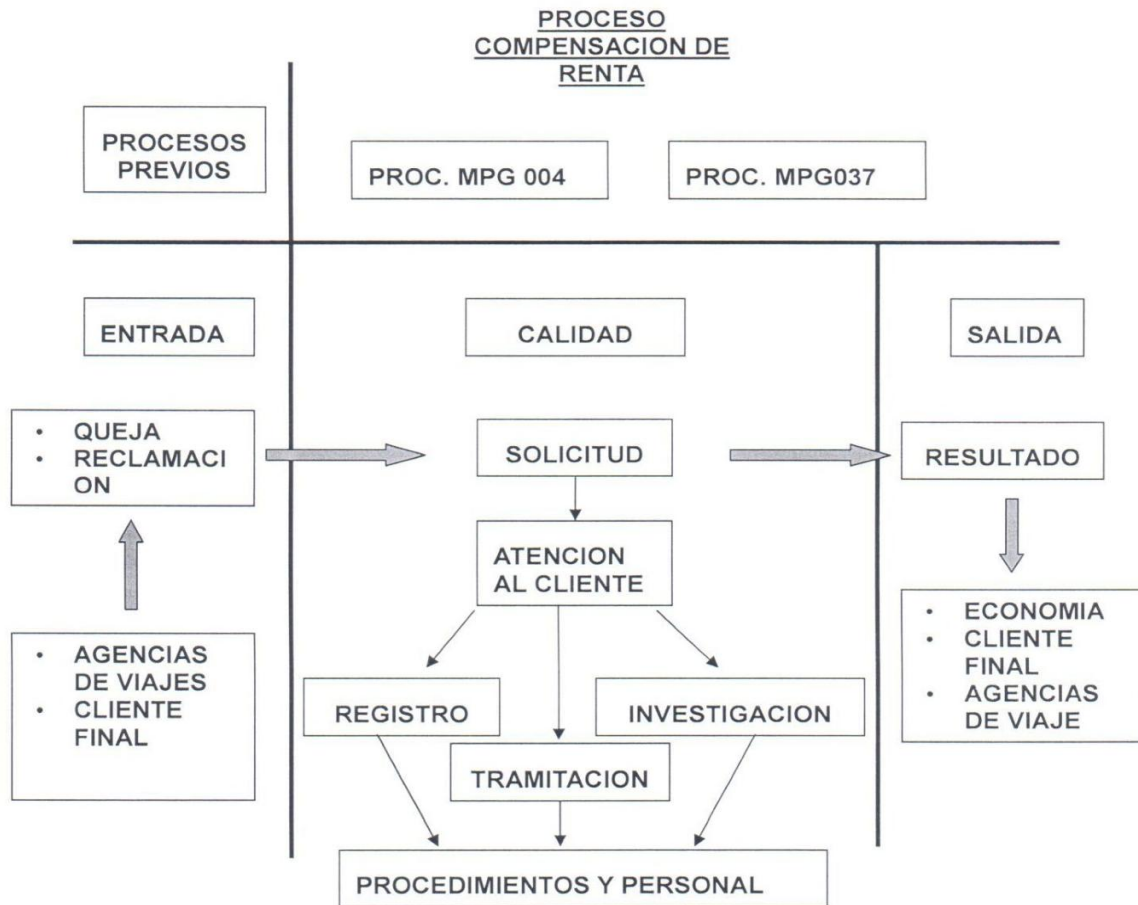 PROCESO
COMPENSACION DE
RENTA
PROCESOS
PREVIOS
PROC. MPG 004
PROC. MPG037
ENTRADA
CALIDAD
SALIDA
• QUEJA
• RECLAMACI
ON
SOLICITUD
RESULTADO
ATENCION
AL CLIENTE
• AGENCIAS
DE VIAJES
• CLIENTE
FINAL
REGISTRO
INVESTIGACION
TRAMITACION
PROCEDIMIENTOS Y PERSONAL
• ECONOMIA
• CLIENTE
FINAL
• AGENCIAS
DE VIAJE